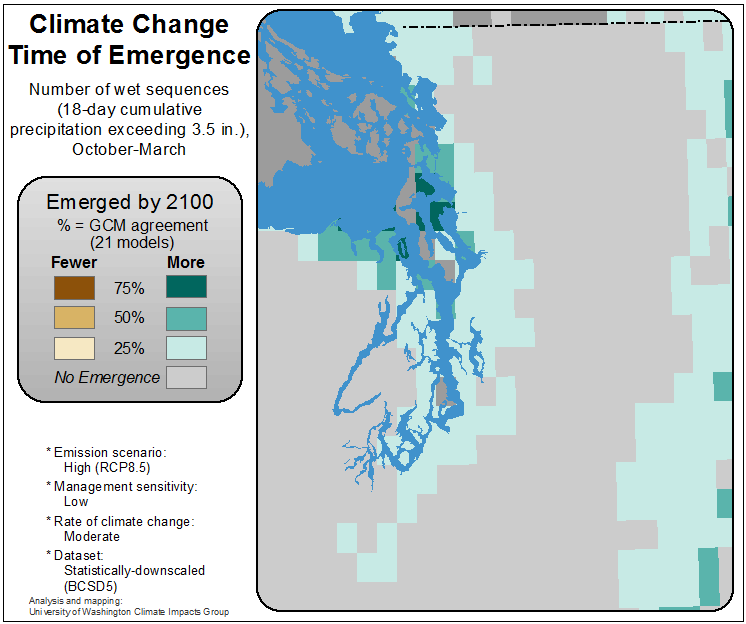 Climate Change
Time of Emergence
Number of wet sequences
(18-day cumulative
precipitation exceeding 3.5 in.),
October-March
Emerged by 2100
% = GCM agreement
(21 models)
Fewer More
75%
50%
25%
No Emergence
* Emission scenario:
High (RCP8.5)
* Management sensitivity:
Low
* Rate of climate change:
Moderate
* Dataset:
Statistically-downscaled
(BCSD5)
Analysis and mapping:
University of Washington Climate Impacts Group